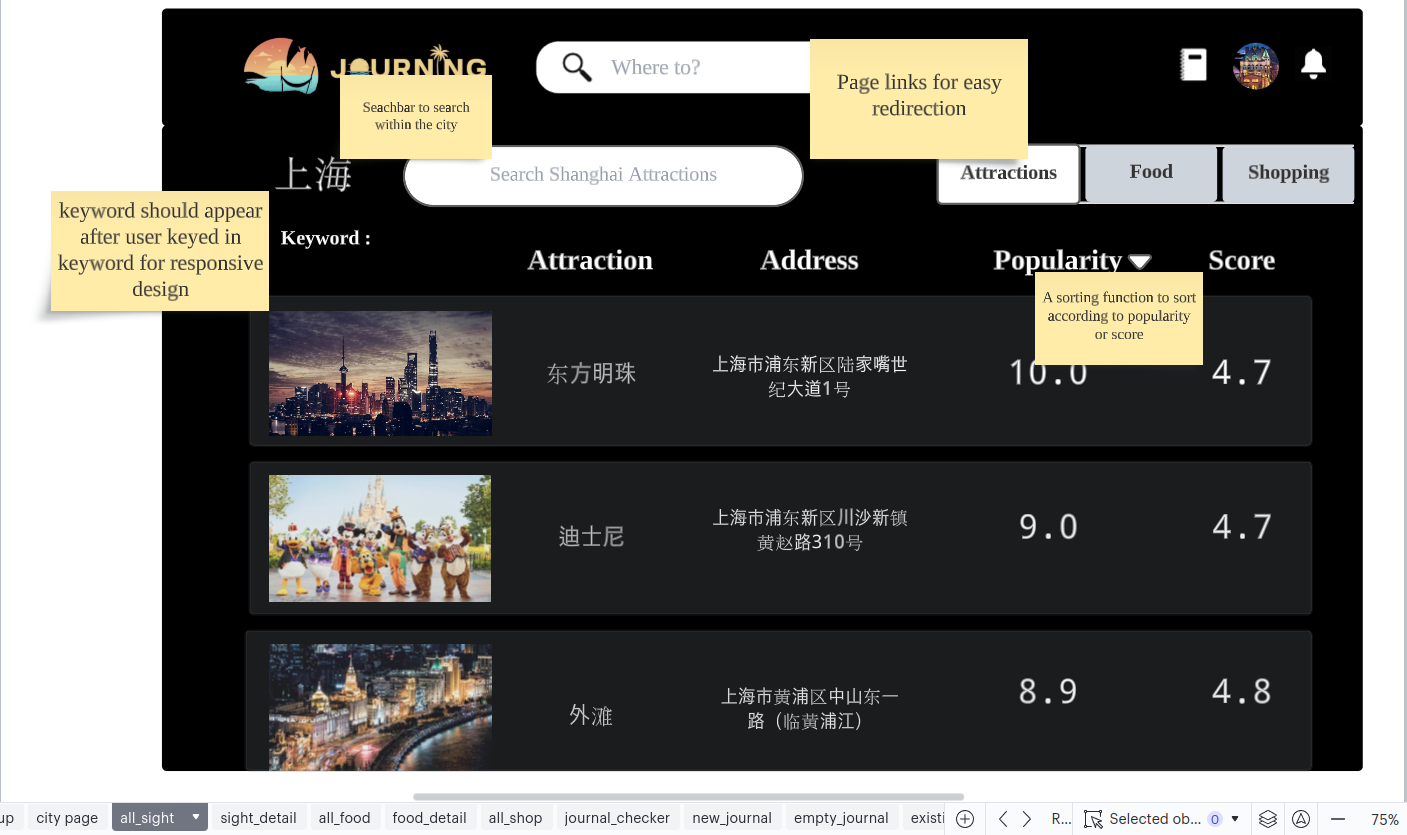 JOURNING
Where to?
Page links for easy
redirection
Seachbar to search
within the city
上海
Search Shanghai Attractions
Attractions
Food
Shopping
keyword should appear
after user keyed in
keyword for responsive
design
Keyword :
Attraction
Address
Popularity
Score
A sorting function to sort
according to popularity
or score
东方明珠
上海市浦东新区陆家嘴世
纪大道1号
10.0
4.7
迪士尼
上海市浦东新区川沙新镇
黄赵路310号
9.0
4.7
外滩
上海市黄浦区中山东一
路（临黄浦江）
8.9
4.8
up
city page
all_sight
sight_detail
all_food
food_detail
all_shop
journal_checker
new_journal
empty_journal
existi
R...
Selected ob...
0
75%